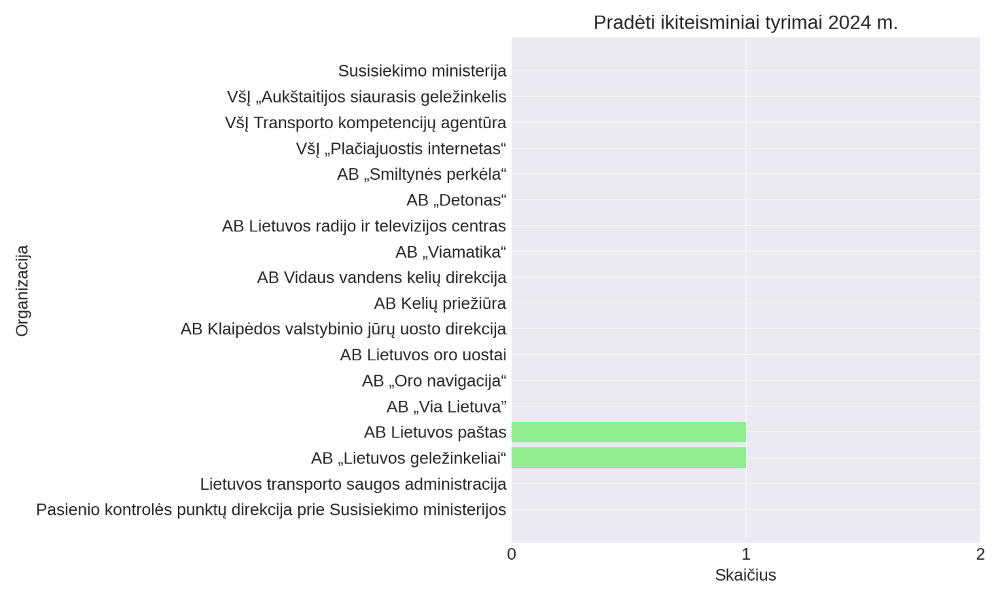 Pradėti ikiteisminiai tyrimai 2024 m.
Susisiekimo ministerija
VšĮ „Aukštaitijos siaurasis geležinkelis
VšĮ Transporto kompetencijų agentūra
VšĮ „Plačiajuostis internetas“
AB „Smiltynės perkėla“
AB „Detonas“
AB Lietuvos radijo ir televizijos centras
AB „Viamatika“
AB Vidaus vandens kelių direkcija
AB Kelių priežiūra
AB Klaipėdos valstybinio jūrų uosto direkcija
AB Lietuvos oro uostai
AB „Oro navigacija“
AB „Via Lietuva”
AB Lietuvos paštas
AB „Lietuvos geležinkeliai“
Lietuvos transporto saugos administracija
Pasienio kontrolės punktų direkcija prie Susisiekimo ministerijos
Organizacija
0 1 2
Skaičius